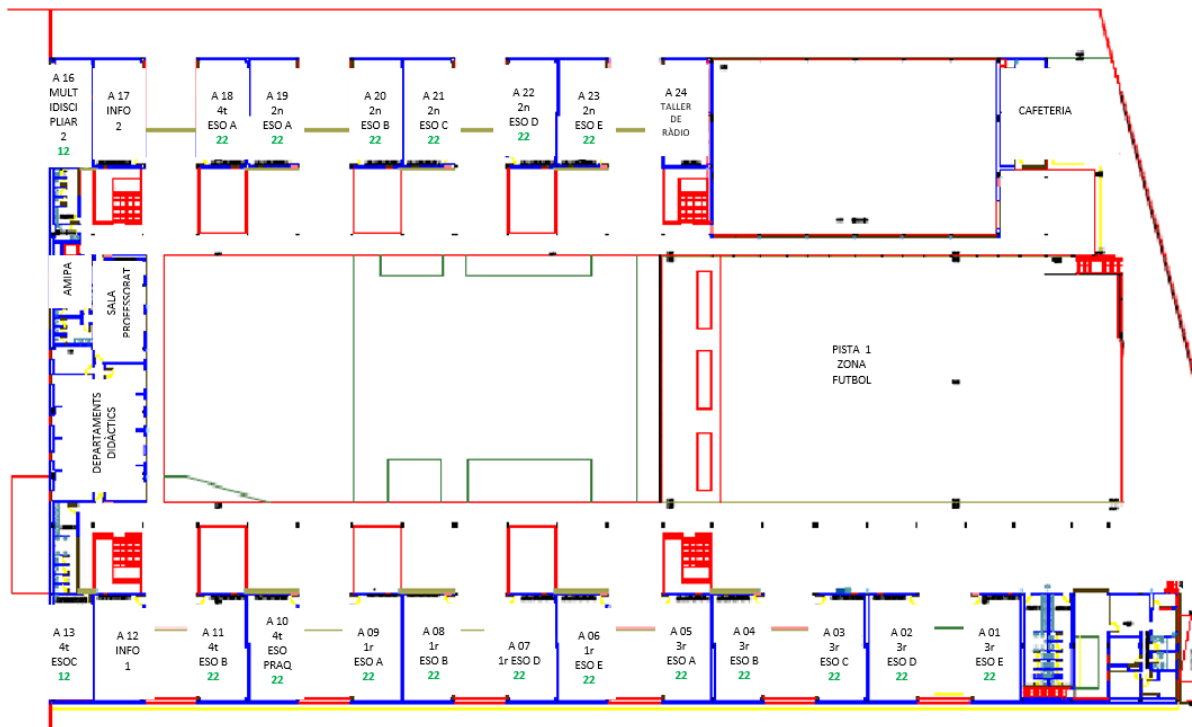 A 16
MULT
IDISCI
PLIAR
2
12
A 17
INFO
2
A 18
4t
ESO A
22
A 19
2n
ESO A
22
A 20
2n
ESO B
22
A 21
2n
ESO C
22
A 22
2n
ESO D
22
A 23
2n
ESO E
22
A 24
TALLER
DE
RÀDIO
CAFETERIA
AMIPA
SALA
PROFESSORAT
DEPARTAMENTS
DIDÀCTICS
PISTA 1
ZONA
FUTBOL
A 13
4t
ESOC
12
A 12
INFO
1
A 11
4t
ESO B
22
A 10
4t
ESO
PRAQ
22
A 09
1r
ESO A
22
A 08
1r
ESO B
22
A 07
1r ESO D
22
A 06
1r
ESO E
22
A 05
3r
ESO A
22
A 04
3r
ESO B
22
A 03
3r
ESO C
22
A 02
3r
ESO D
22
A 01
3r
ESO E
22